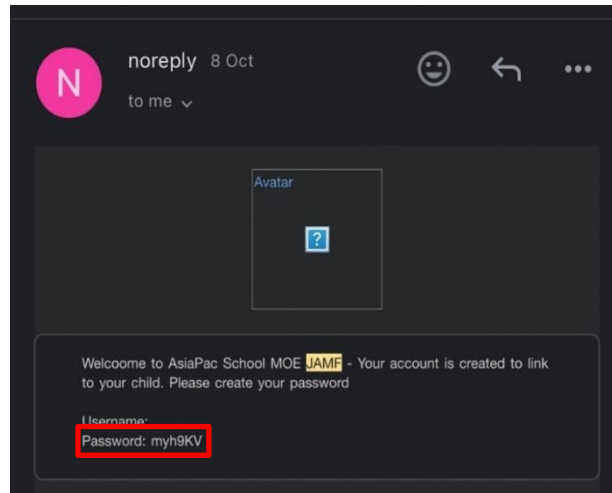 N
noreply 8 Oct
to me
Avatar
?
Welcoome to AsiaPac School MOE JAMF - Your account is created to link
to your child. Please create your password
Username:
Password: myh9KV